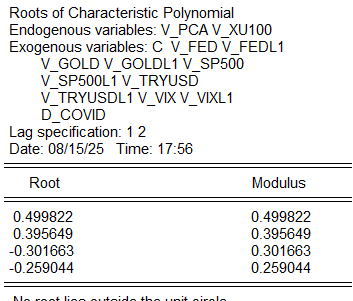 Roots of Characteristic Polynomial
Endogenous variables: V_PCA V_XU100
Exogenous variables: C V_FED V_FEDL1
V_GOLD V_GOLDL1 V_SP500
V_SP500L1 V_TRYUSD
V_TRYUSDL1 V_VIX V_VIXL1
D_COVID
Lag specification: 1 2
Date: 08/15/25 Time: 17:56
Root Modulus
0.499822 0.499822
0.395649 0.395649
-0.301663 0.301663
-0.259044 0.259044
No root lies outside the unit circle